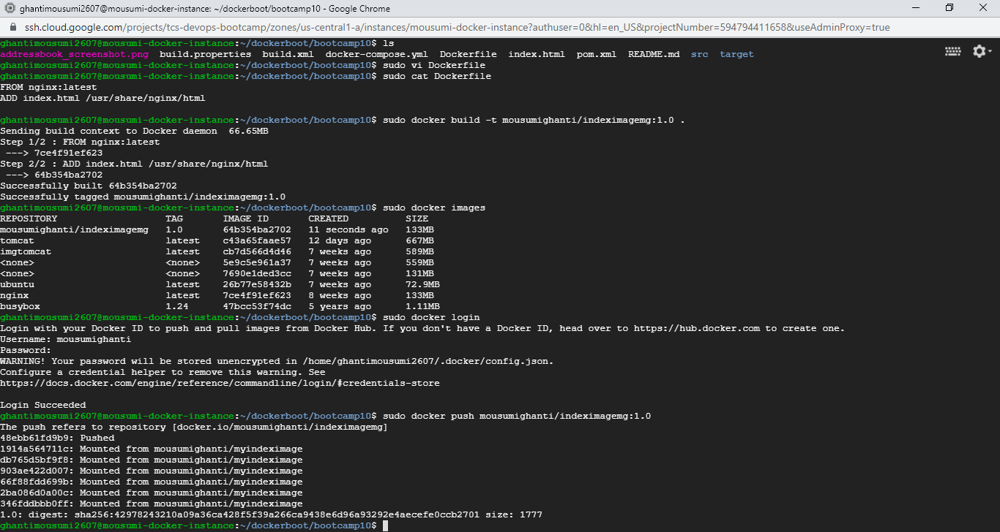 ghantimousumi2607@mousumi-docker-instance: ~/dockerboot/bootcamp10 - Google Chrome
ssh.cloud.google.com/projects/tcs-devops-bootcamp/zones/us-central1-a/instances/mousumi-docker-instance?authuser=0&hl=en_US&projectNumber=594794411658&useAdminProxy=true
ghantimousumi2607@mousumi-docker-instance:~/dockerboot/bootcamp10$ ls
addressbook_screenshot.png  build.properties  build.xml  docker-compose.yml  Dockerfile  index.html  pom.xml  README.md  src  target
ghantimousumi2607@mousumi-docker-instance:~/dockerboot/bootcamp10$ sudo vi Dockerfile
ghantimousumi2607@mousumi-docker-instance:~/dockerboot/bootcamp10$ sudo cat Dockerfile
FROM nginx:latest
ADD index.html /usr/share/nginx/html
ghantimousumi2607@mousumi-docker-instance:~/dockerboot/bootcamp10$ sudo docker build -t mousumighanti/indeximagemg:1.0 .
Sending build context to Docker daemon  66.65MB
Step 1/2 : FROM nginx:latest
 ---> 7ce4f91ef623
Step 2/2 : ADD index.html /usr/share/nginx/html
 ---> 64b354ba2702
Successfully built 64b354ba2702
Successfully tagged mousumighanti/indeximagemg:1.0
ghantimousumi2607@mousumi-docker-instance:~/dockerboot/bootcamp10$ sudo docker images
REPOSITORY                   TAG       IMAGE ID       CREATED          SIZE
mousumighanti/indeximagemg   1.0       64b354ba2702   11 seconds ago   133MB
tomcat                       latest    c43a65faae57   12 days ago      667MB
imgtomcat                    latest    cb7d566d4d46   7 weeks ago      589MB
<none>                       <none>    5e9c5e961a37   7 weeks ago      559MB
<none>                       <none>    7690e1ded3cc   7 weeks ago      131MB
ubuntu                       latest    26b77e58432b   7 weeks ago      72.9MB
nginx                        latest    7ce4f91ef623   8 weeks ago      133MB
busybox                      1.24      47bcc53f74dc   5 years ago      1.11MB
ghantimousumi2607@mousumi-docker-instance:~/dockerboot/bootcamp10$ sudo docker login
Login with your Docker ID to push and pull images from Docker Hub. If you don't have a Docker ID, head over to https://hub.docker.com to create one.
Username: mousumighanti
Password:
WARNING! Your password will be stored unencrypted in /home/ghantimousumi2607/.docker/config.json.
Configure a credential helper to remove this warning. See
https://docs.docker.com/engine/reference/commandline/login/#credentials-store
Login Succeeded
ghantimousumi2607@mousumi-docker-instance:~/dockerboot/bootcamp10$ sudo docker push mousumighanti/indeximagemg:1.0
The push refers to repository [docker.io/mousumighanti/indeximagemg]
48ebb61fd9b9: Pushed
1914a564711c: Mounted from mousumighanti/myindeximage
db765d5bf9f8: Mounted from mousumighanti/myindeximage
903ae422d007: Mounted from mousumighanti/myindeximage
66f88fdd699b: Mounted from mousumighanti/myindeximage
2ba086d0a00c: Mounted from mousumighanti/myindeximage
346fddbbb0ff: Mounted from mousumighanti/myindeximage
1.0: digest: sha256:42978243210a09a36ca428f5f39a266ca9438e6d96a93292e4aecefe0ccb2701 size: 1777
ghantimousumi2607@mousumi-docker-instance:~/dockerboot/bootcamp10$